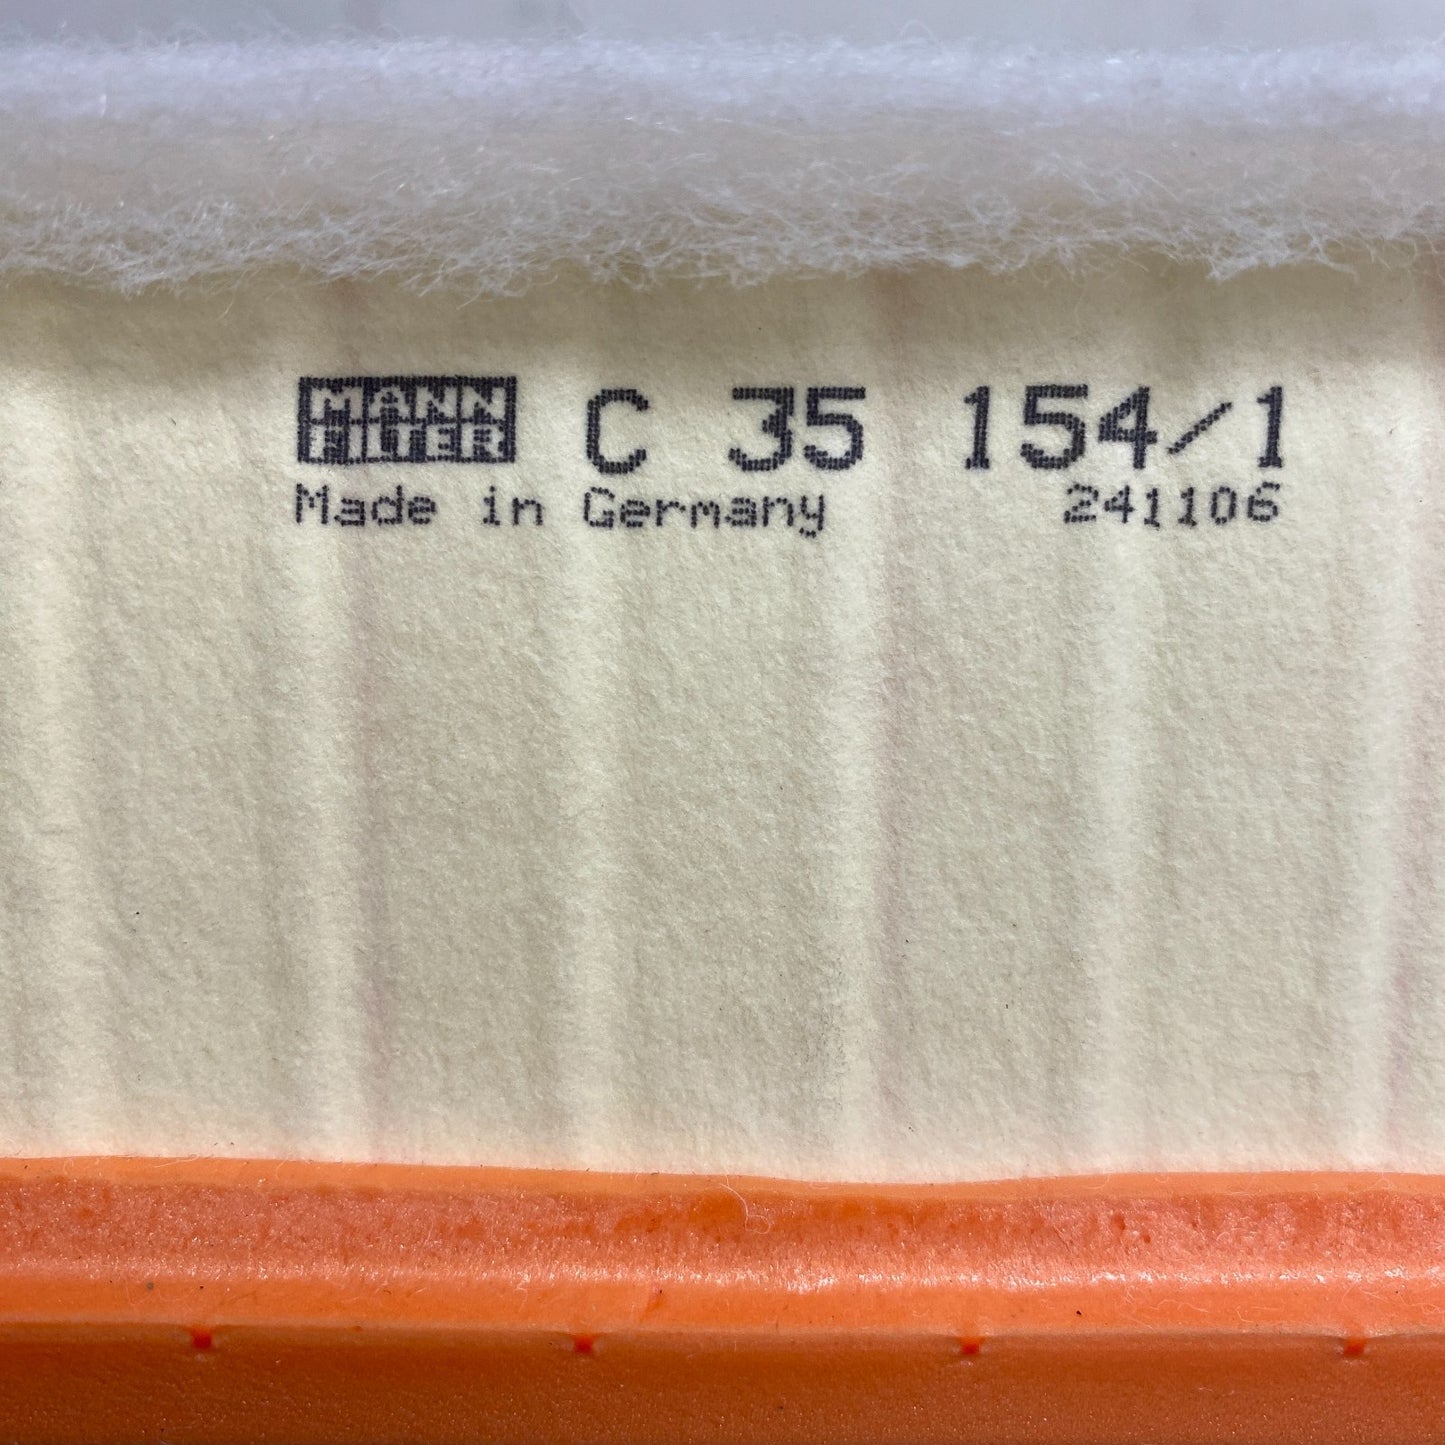 MANN FILTER C 35 154/1
Made in Germany 241106